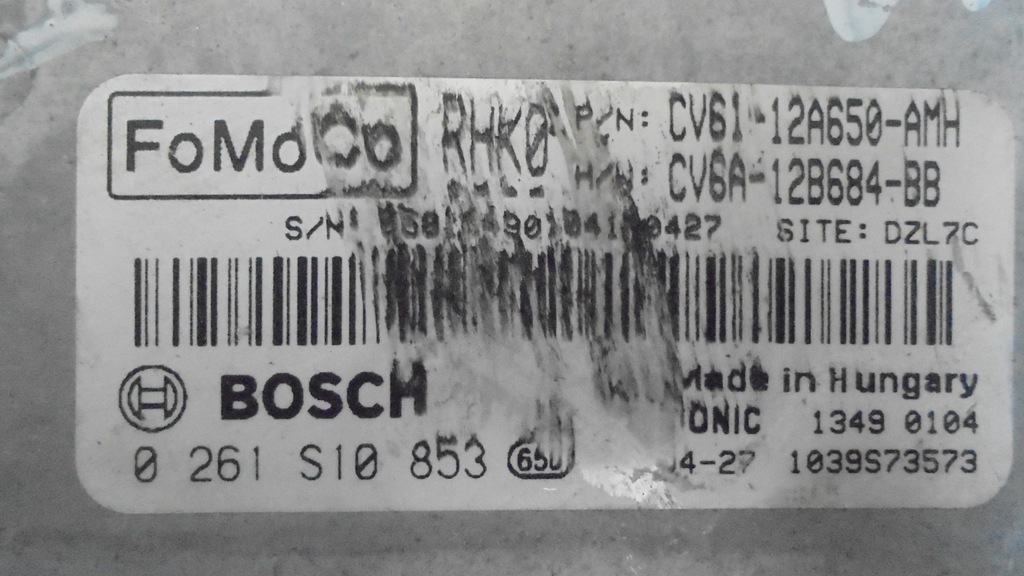 FoMoCo RHK0 P/N: CV61-12A650-AMH
H/W: CV6A-12B684-BB
S/N: SITE: DZL7C
BOSCH Made in Hungary
1349 0104
0 261 S10 853 650 1039S73573